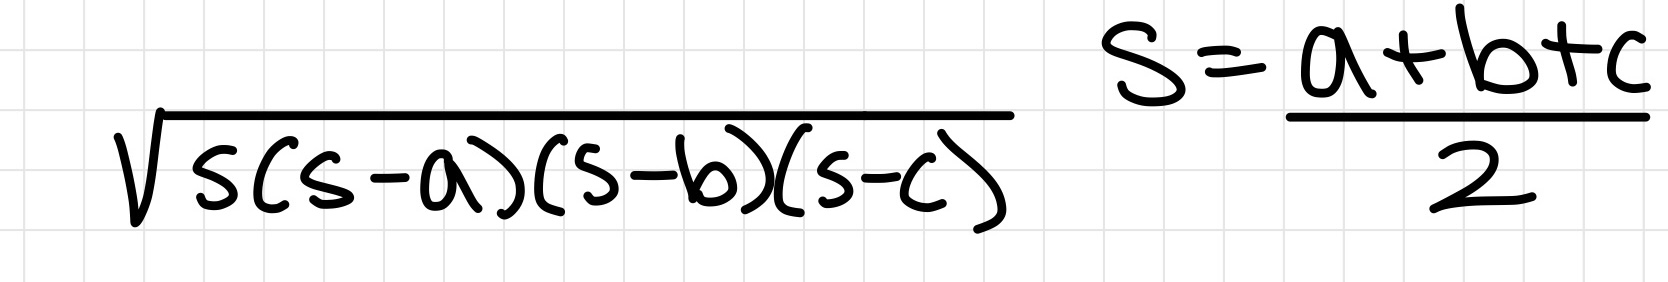 √s(s-a)(s-b)(s-c)
s = a+b+c / 2